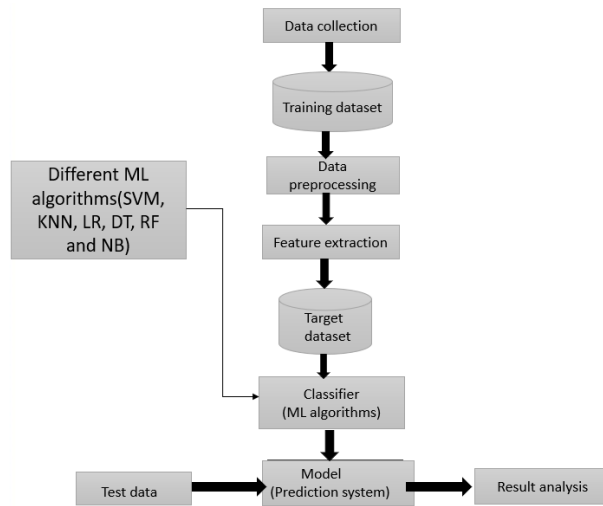 Data collection
Training dataset
Data
preprocessing
Different ML
algorithms(SVM,
KNN, LR, DT, RF
and NB)
Feature extraction
Target
dataset
Classifier
(ML algorithms)
Test data
Model
(Prediction system)
Result analysis